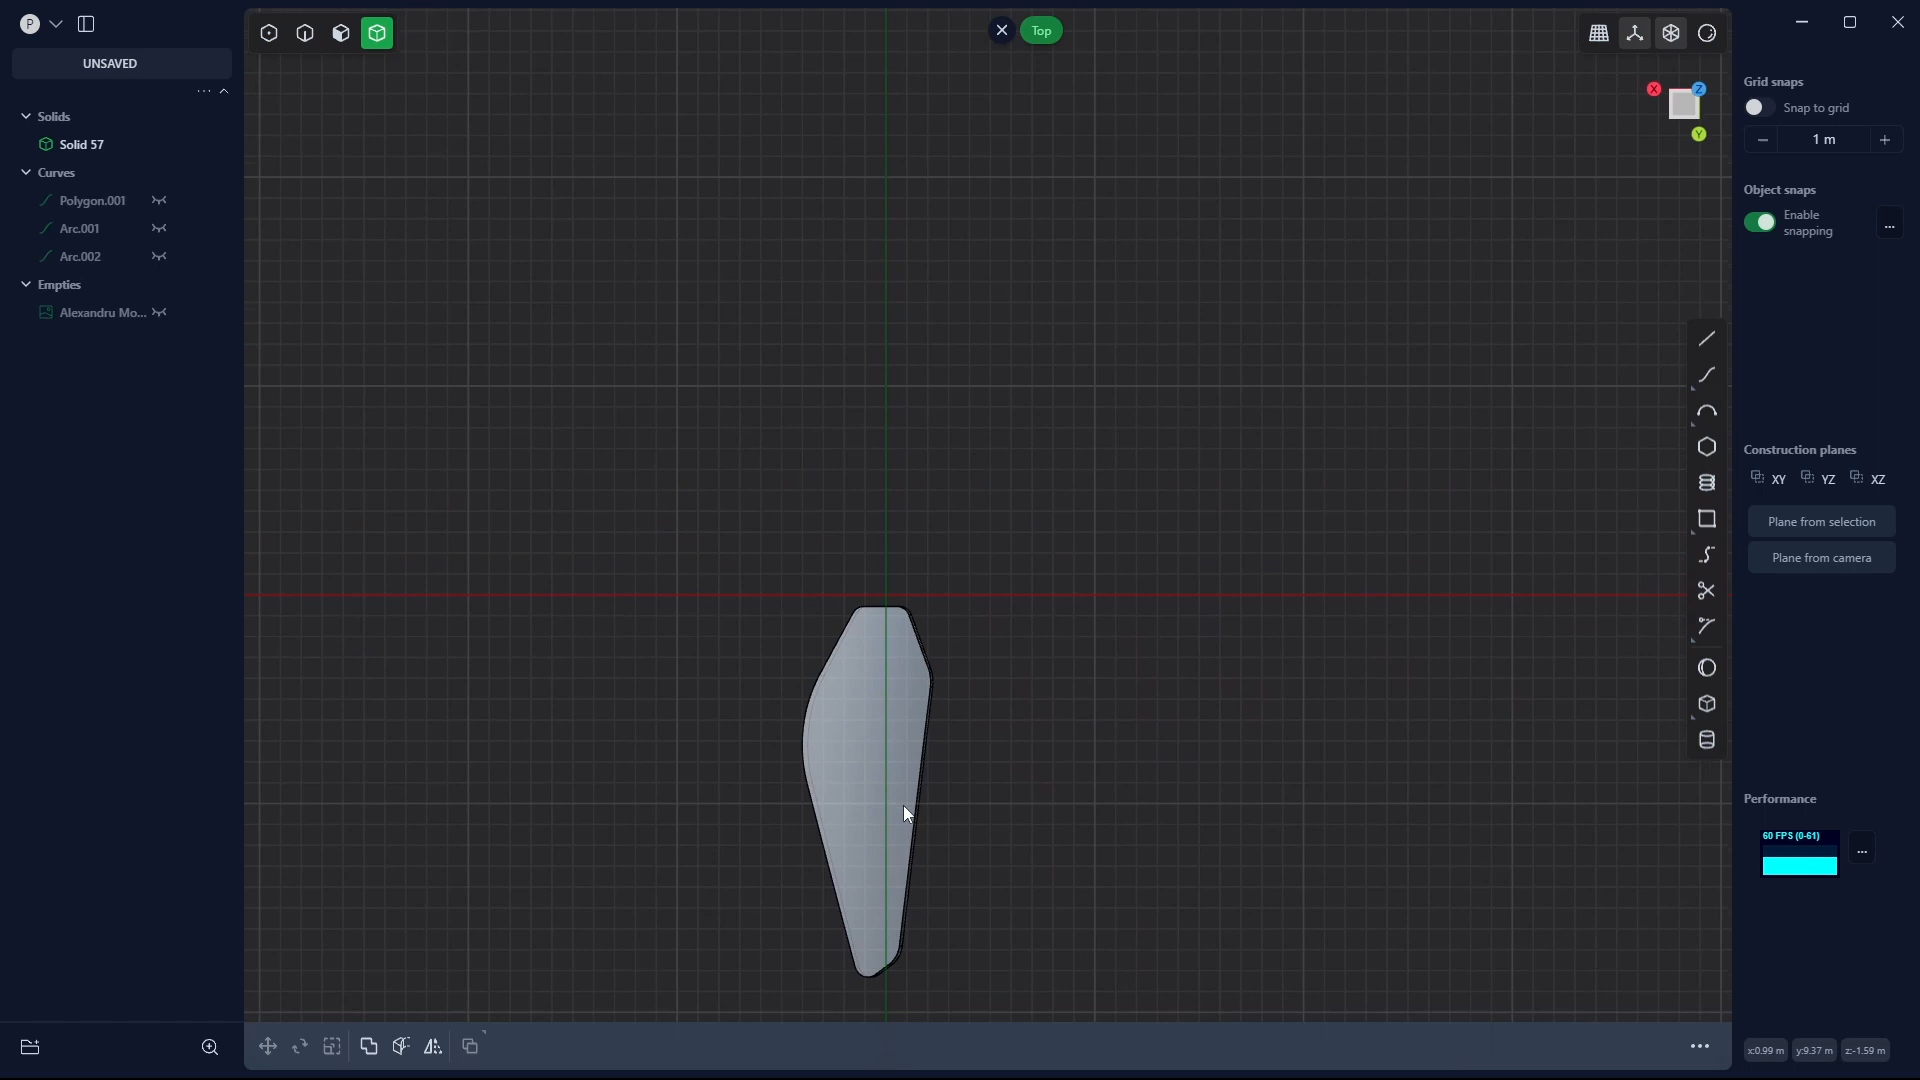 P
UNSAVED
Solids
Solid 57
Curves
Polygon.001
Arc.001
Arc.002
Empties
Alexandru Mo...
Top
X
Z
Y
Grid snaps
Snap to grid
1 m
Object snaps
Enable
snapping
...
Construction planes
XY
YZ
XZ
Plane from selection
Plane from camera
Performance
60 FPS (0-61)
...
x:0.99 m
y:9.37 m
z:-1.59 m